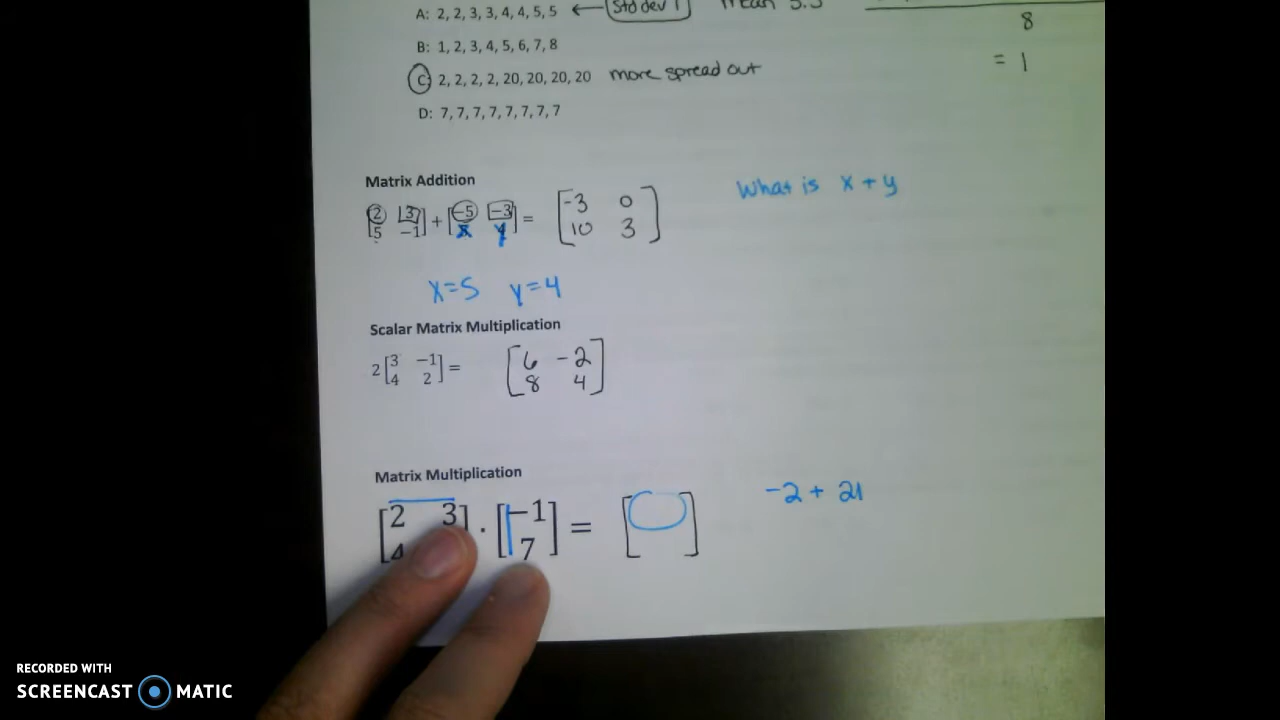 A: 2, 2, 3, 3, 4, 4, 5, 5 ← Std dev 1 Mean 3.5
8
B: 1, 2, 3, 4, 5, 6, 7, 8
= 1
C: 2, 2, 2, 2, 20, 20, 20, 20 more spread out
D: 7, 7, 7, 7, 7, 7, 7, 7
Matrix Addition
What is x + y
[2 3] + [-5 -3] = [-3 0]
[5 -1] [x y] [10 3]
x=5 y=4
Scalar Matrix Multiplication
2[3 -1] = [6 -2]
[4 2] [8 4]
Matrix Multiplication
[2 3] · [-1] = [ ] -2 + 21
[4 [7]
RECORDED WITH
SCREENCAST MATIC